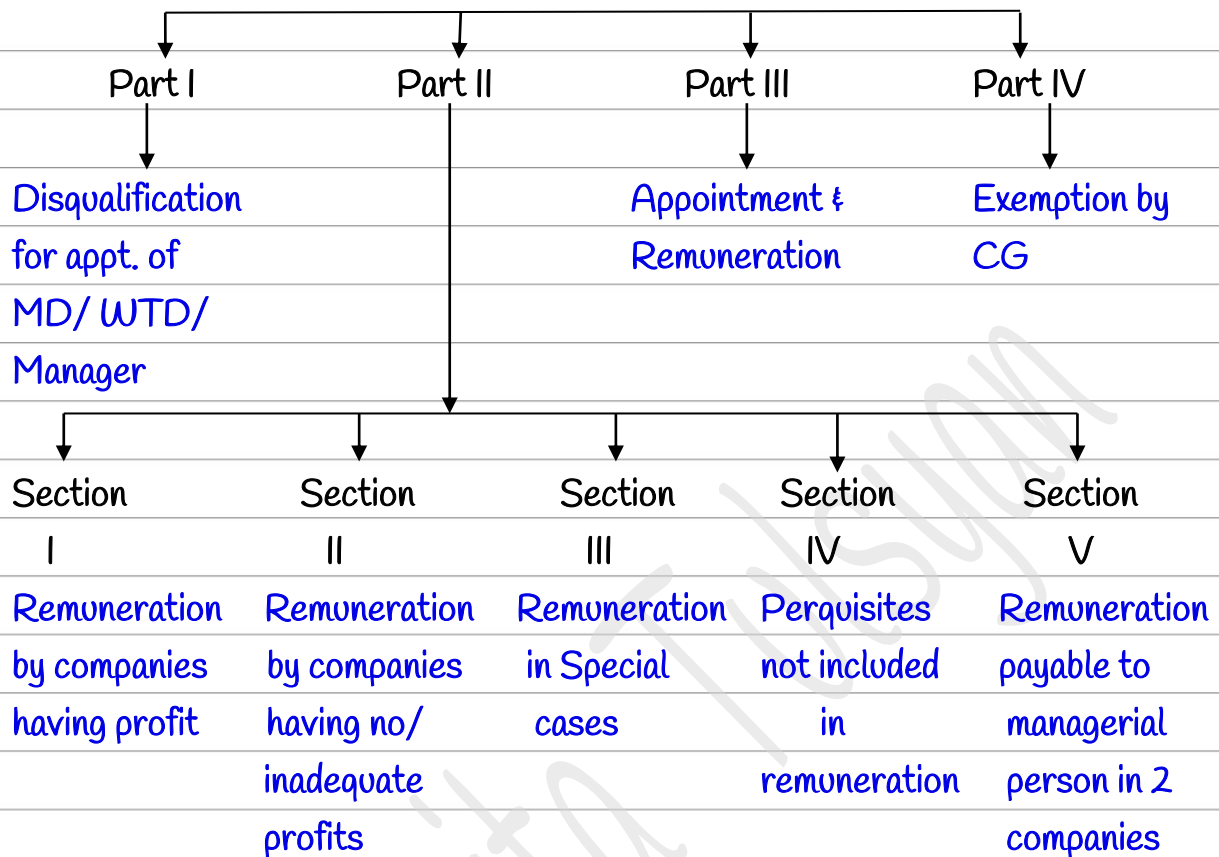 Part I
Part II
Part III
Part IV
Disqualification
for appt. of
MD/ WTD/
Manager
Appointment &
Remuneration
Exemption by
CG
Section
I
Remuneration
by companies
having profit
Section
II
Remuneration
by companies
having no/
inadequate
profits
Section
III
Remuneration
in Special
cases
Section
IV
Perquisites
not included
in
remuneration
Section
V
Remuneration
payable to
managerial
person in 2
companies
Tulsyan